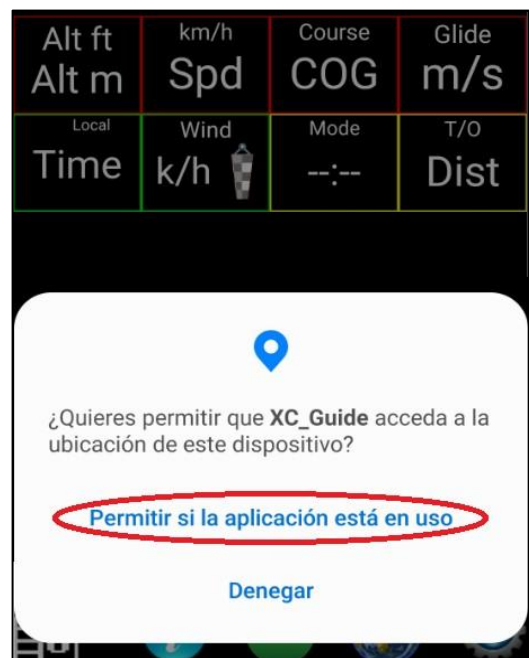 Alt ft km/h Course Glide
Alt m Spd COG m/s
Local Wind Mode T/O
Time k/h --:-- Dist
¿Quieres permitir que XC_Guide acceda a la
ubicación de este dispositivo?
Permitir si la aplicación está en uso
Denegar